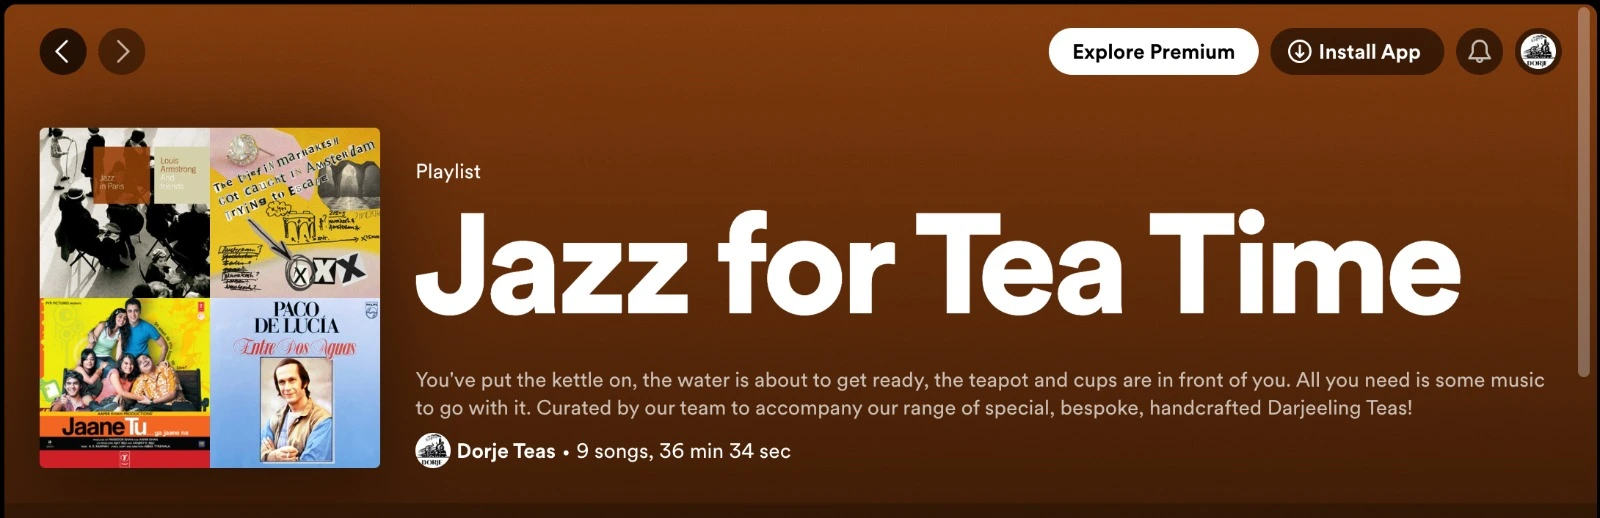 Explore Premium
Install App
Jazz
in Paris
Louis
Armstrong
And
friends
The thief in marrakesh
Got caught in Amsterdam
Trying to Escape
XXX
Jaane Tu... ya jaane na
PACO
DE LUCÍA
PHILIPS
Entre Dos Aguas
Playlist
Jazz for Tea Time
You've put the kettle on, the water is about to get ready, the teapot and cups are in front of you. All you need is some music
to go with it. Curated by our team to accompany our range of special, bespoke, handcrafted Darjeeling Teas!
DORJE
Dorje Teas • 9 songs, 36 min 34 sec